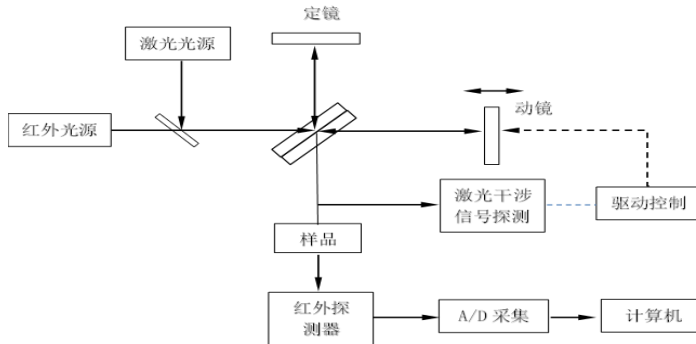 定镜
激光光源
动镜
红外光源
激光干涉
信号探测
驱动控制
样品
红外探
测器
A/D 采集
计算机